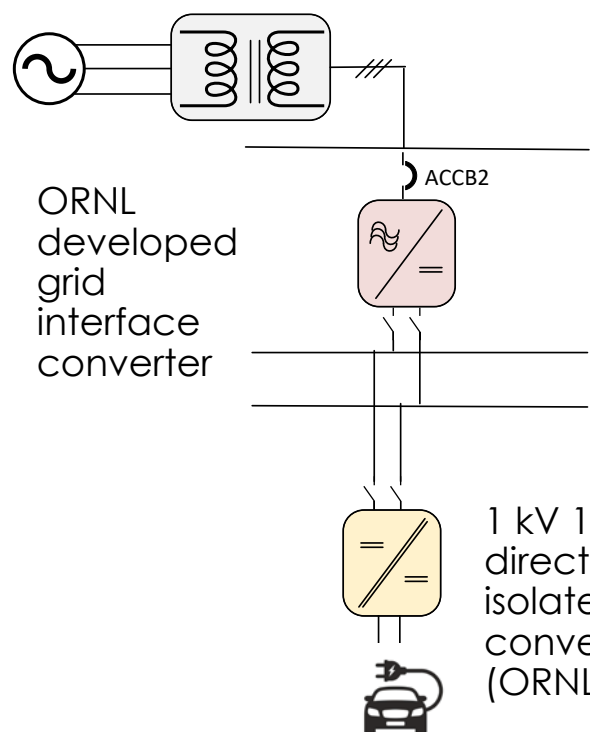 ACCB2
ORNL
developed
grid
interface
converter
1 kV 1
direct
isolate
conve
(ORNL